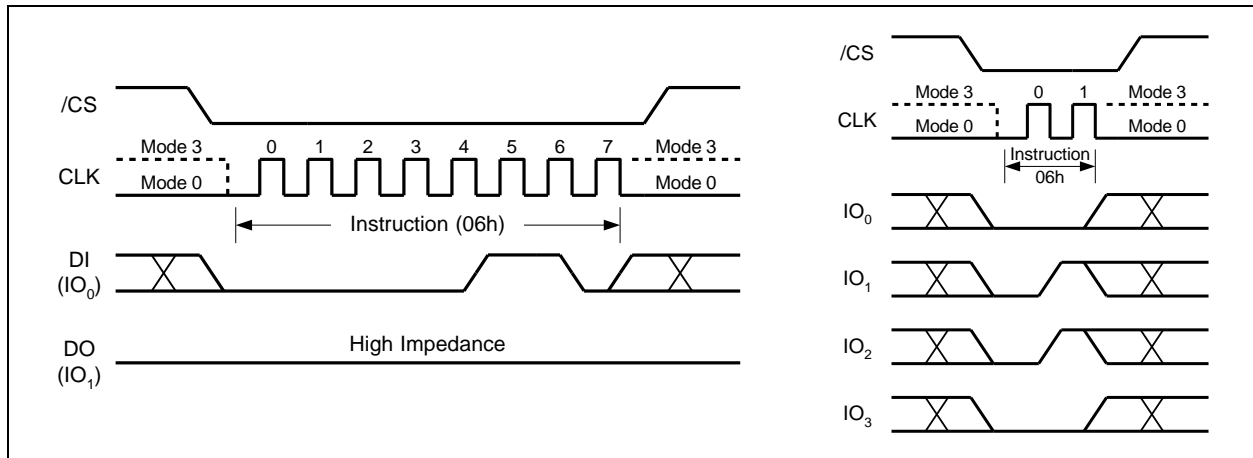 /CS
Mode 3
0 1 2 3 4 5 6 7
Mode 3
CLK
Mode 0
Mode 0
Instruction (06h)
DI
(IO₀)
High Impedance
DO
(IO₁)
/CS
Mode 3
0 1
Mode 3
CLK
Mode 0
Mode 0
Instruction
06h
IO₀
IO₁
IO₂
IO₃